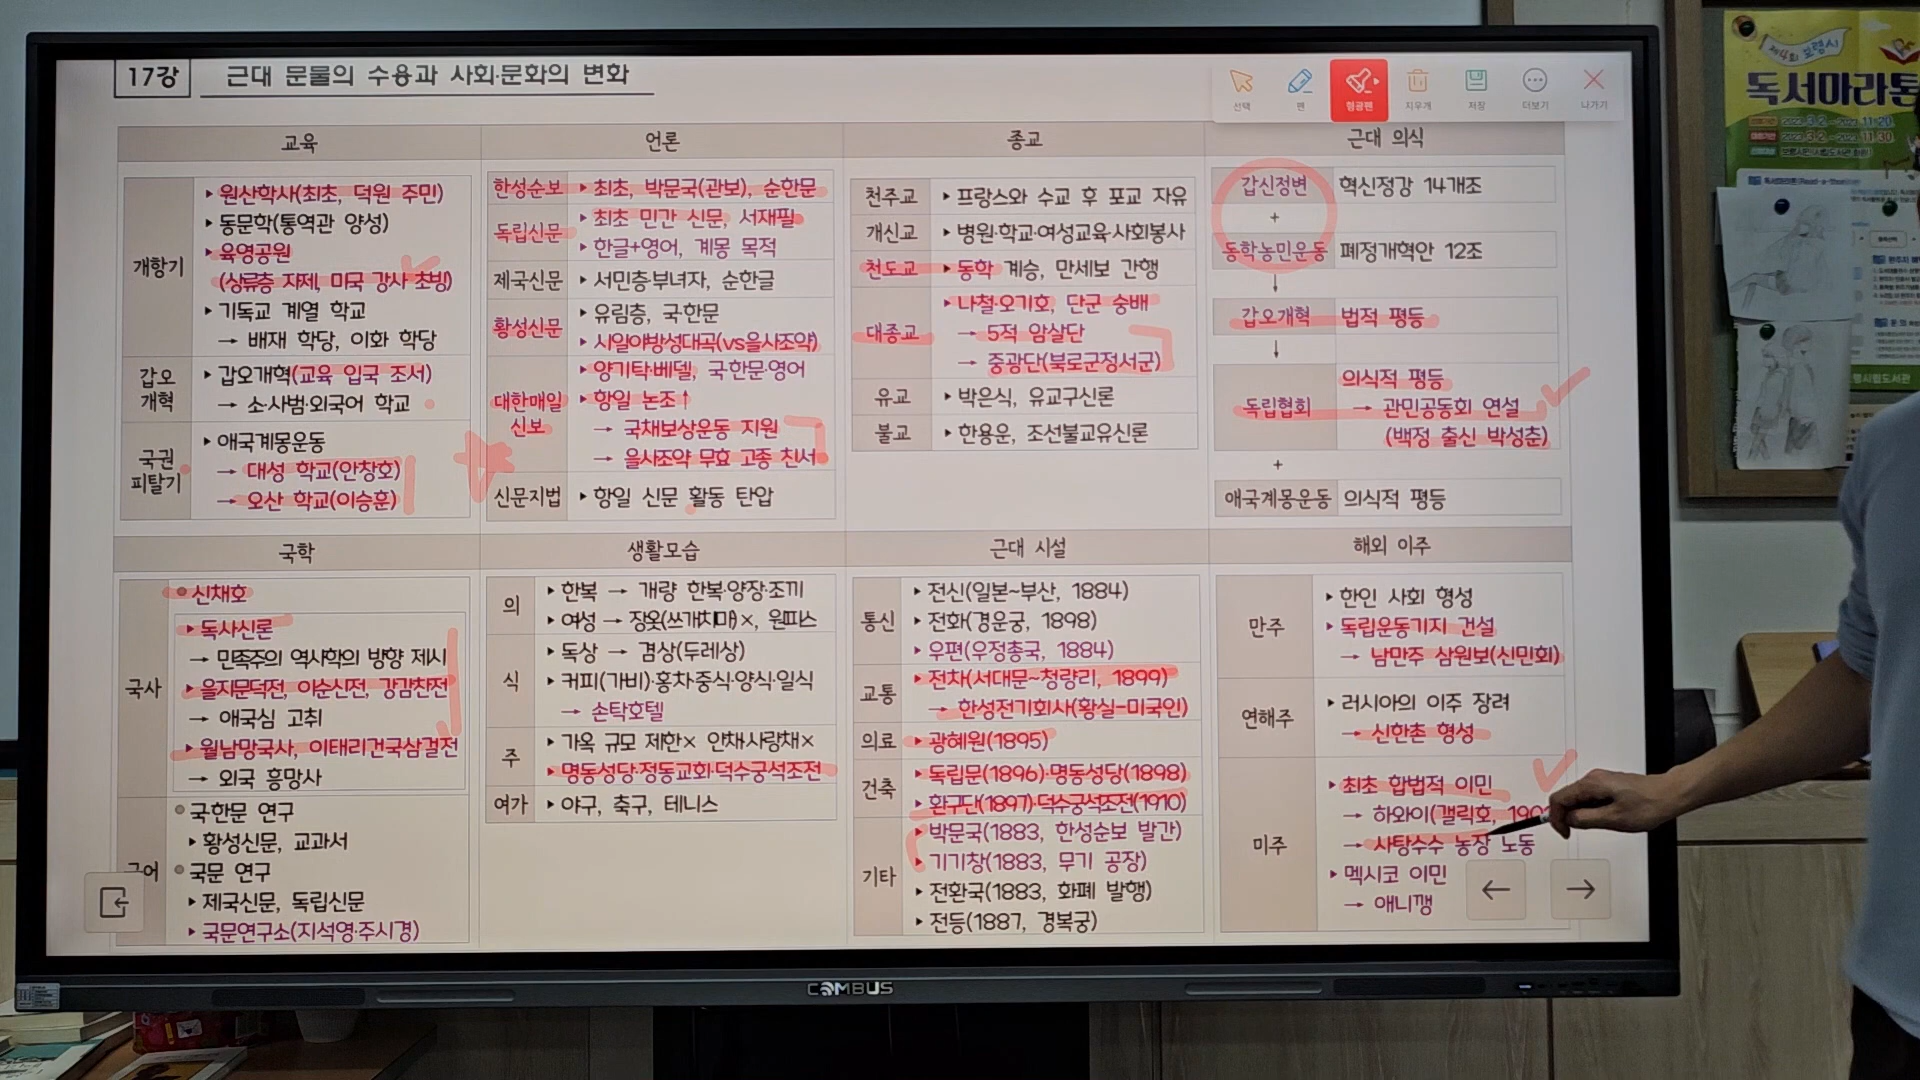 17강 근대 문물의 수용과 사회·문화의 변화
선택 펜 형광펜 지우개 저장 더보기 나가기
교육
개항기
▸원산학사(최초, 덕원 주민)
▸동문학(통역관 양성)
▸육영공원
(상류층 자제, 미국 강사 초빙)
▸기독교 계열 학교
→ 배재 학당, 이화 학당
갑오
개혁
▸갑오개혁(교육 입국 조서)
→ 소·사범·외국어 학교
국권
피탈기
▸애국계몽운동
→ 대성 학교(안창호)
→ 오산 학교(이승훈)
언론
한성순보 ▸최초, 박문국(관보), 순한문
독립신문
▸최초 민간 신문, 서재필
▸한글+영어, 계몽 목적
제국신문 ▸서민층·부녀자, 순한글
황성신문
▸유림층, 국·한문
▸시일야방성대곡(vs을사조약)
대한매일
신보
▸양기탁·베델, 국·한문·영어
▸항일 논조↑
→ 국채보상운동 지원
→ 을사조약 무효 고종 친서
신문지법 ▸항일 신문 활동 탄압
종교
천주교 ▸프랑스와 수교 후 포교 자유
개신교 ▸병원·학교·여성교육·사회봉사
천도교 ▸동학 계승, 만세보 간행
대종교
▸나철·오기호, 단군 숭배
→ 5적 암살단
→ 중광단(북로군정서군)
유교 ▸박은식, 유교구신론
불교 ▸한용운, 조선불교유신론
근대 의식
갑신정변 혁신정강 14개조
+
동학농민운동 폐정개혁안 12조
↓
갑오개혁 법적 평등
↓
독립협회
의식적 평등
→ 관민공동회 연설
(백정 출신 박성춘)
+
애국계몽운동 의식적 평등
국학
국사
신채호
▸독사신론
→ 민족주의 역사학의 방향 제시
▸을지문덕전, 이순신전, 강감찬전
→ 애국심 고취
▸월남망국사, 이태리건국삼걸전
→ 외국 흥망사
국한문 연구
▸황성신문, 교과서
국문 연구
▸제국신문, 독립신문
▸국문연구소(지석영·주시경)
생활모습
의
▸한복 → 개량 한복·양장·조끼
▸여성 → 장옷(쓰개치마)×, 원피스
식
▸독상 → 겸상(두레상)
▸커피(가비)·홍차·중식·양식·일식
→ 손탁호텔
주
▸가옥 규모 제한× 안채·사랑채×
▸명동성당·정동교회·덕수궁석조전
여가 ▸야구, 축구, 테니스
근대 시설
통신
▸전신(일본~부산, 1884)
▸전화(경운궁, 1898)
▸우편(우정총국, 1884)
교통
▸전차(서대문~청량리, 1899)
→ 한성전기회사(황실-미국인)
의료 ▸광혜원(1895)
건축
▸독립문(1896)·명동성당(1898)
▸환구단(1897)·덕수궁석조전(1910)
기타
▸박문국(1883, 한성순보 발간)
▸기기창(1883, 무기 공장)
▸전환국(1883, 화폐 발행)
▸전등(1887, 경복궁)
해외 이주
만주
▸한인 사회 형성
▸독립운동기지 건설
→ 남만주 삼원보(신민회)
연해주
▸러시아의 이주 장려
→ 신한촌 형성
미주
▸최초 합법적 이민
→ 하와이(갤릭호,
→ 사탕수수 농장 노동
▸멕시코 이민
→ 애니깽
COMBUS
제4회 보령시
독서마라톤